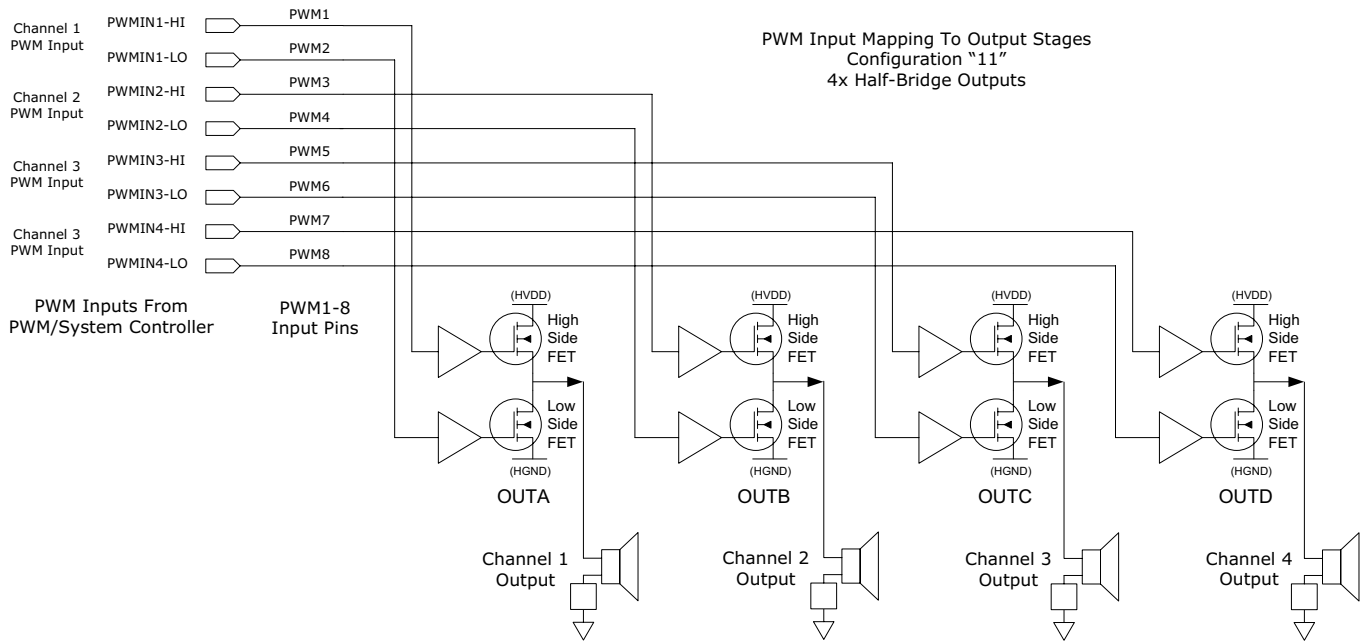 Channel 1
PWM Input
PWMIN1-HI
PWM1
PWMIN1-LO
PWM2
Channel 2
PWM Input
PWMIN2-HI
PWM3
PWMIN2-LO
PWM4
Channel 3
PWM Input
PWMIN3-HI
PWM5
PWMIN3-LO
PWM6
Channel 3
PWM Input
PWMIN4-HI
PWM7
PWMIN4-LO
PWM8
PWM Inputs From
PWM/System Controller
PWM1-8
Input Pins
PWM Input Mapping To Output Stages
Configuration “11”
4x Half-Bridge Outputs
(HVDD)
High
Side
FET
Low
Side
FET
(HGND)
OUTA
Channel 1
Output
(HVDD)
High
Side
FET
Low
Side
FET
(HGND)
OUTB
Channel 2
Output
(HVDD)
High
Side
FET
Low
Side
FET
(HGND)
OUTC
Channel 3
Output
(HVDD)
High
Side
FET
Low
Side
FET
(HGND)
OUTD
Channel 4
Output